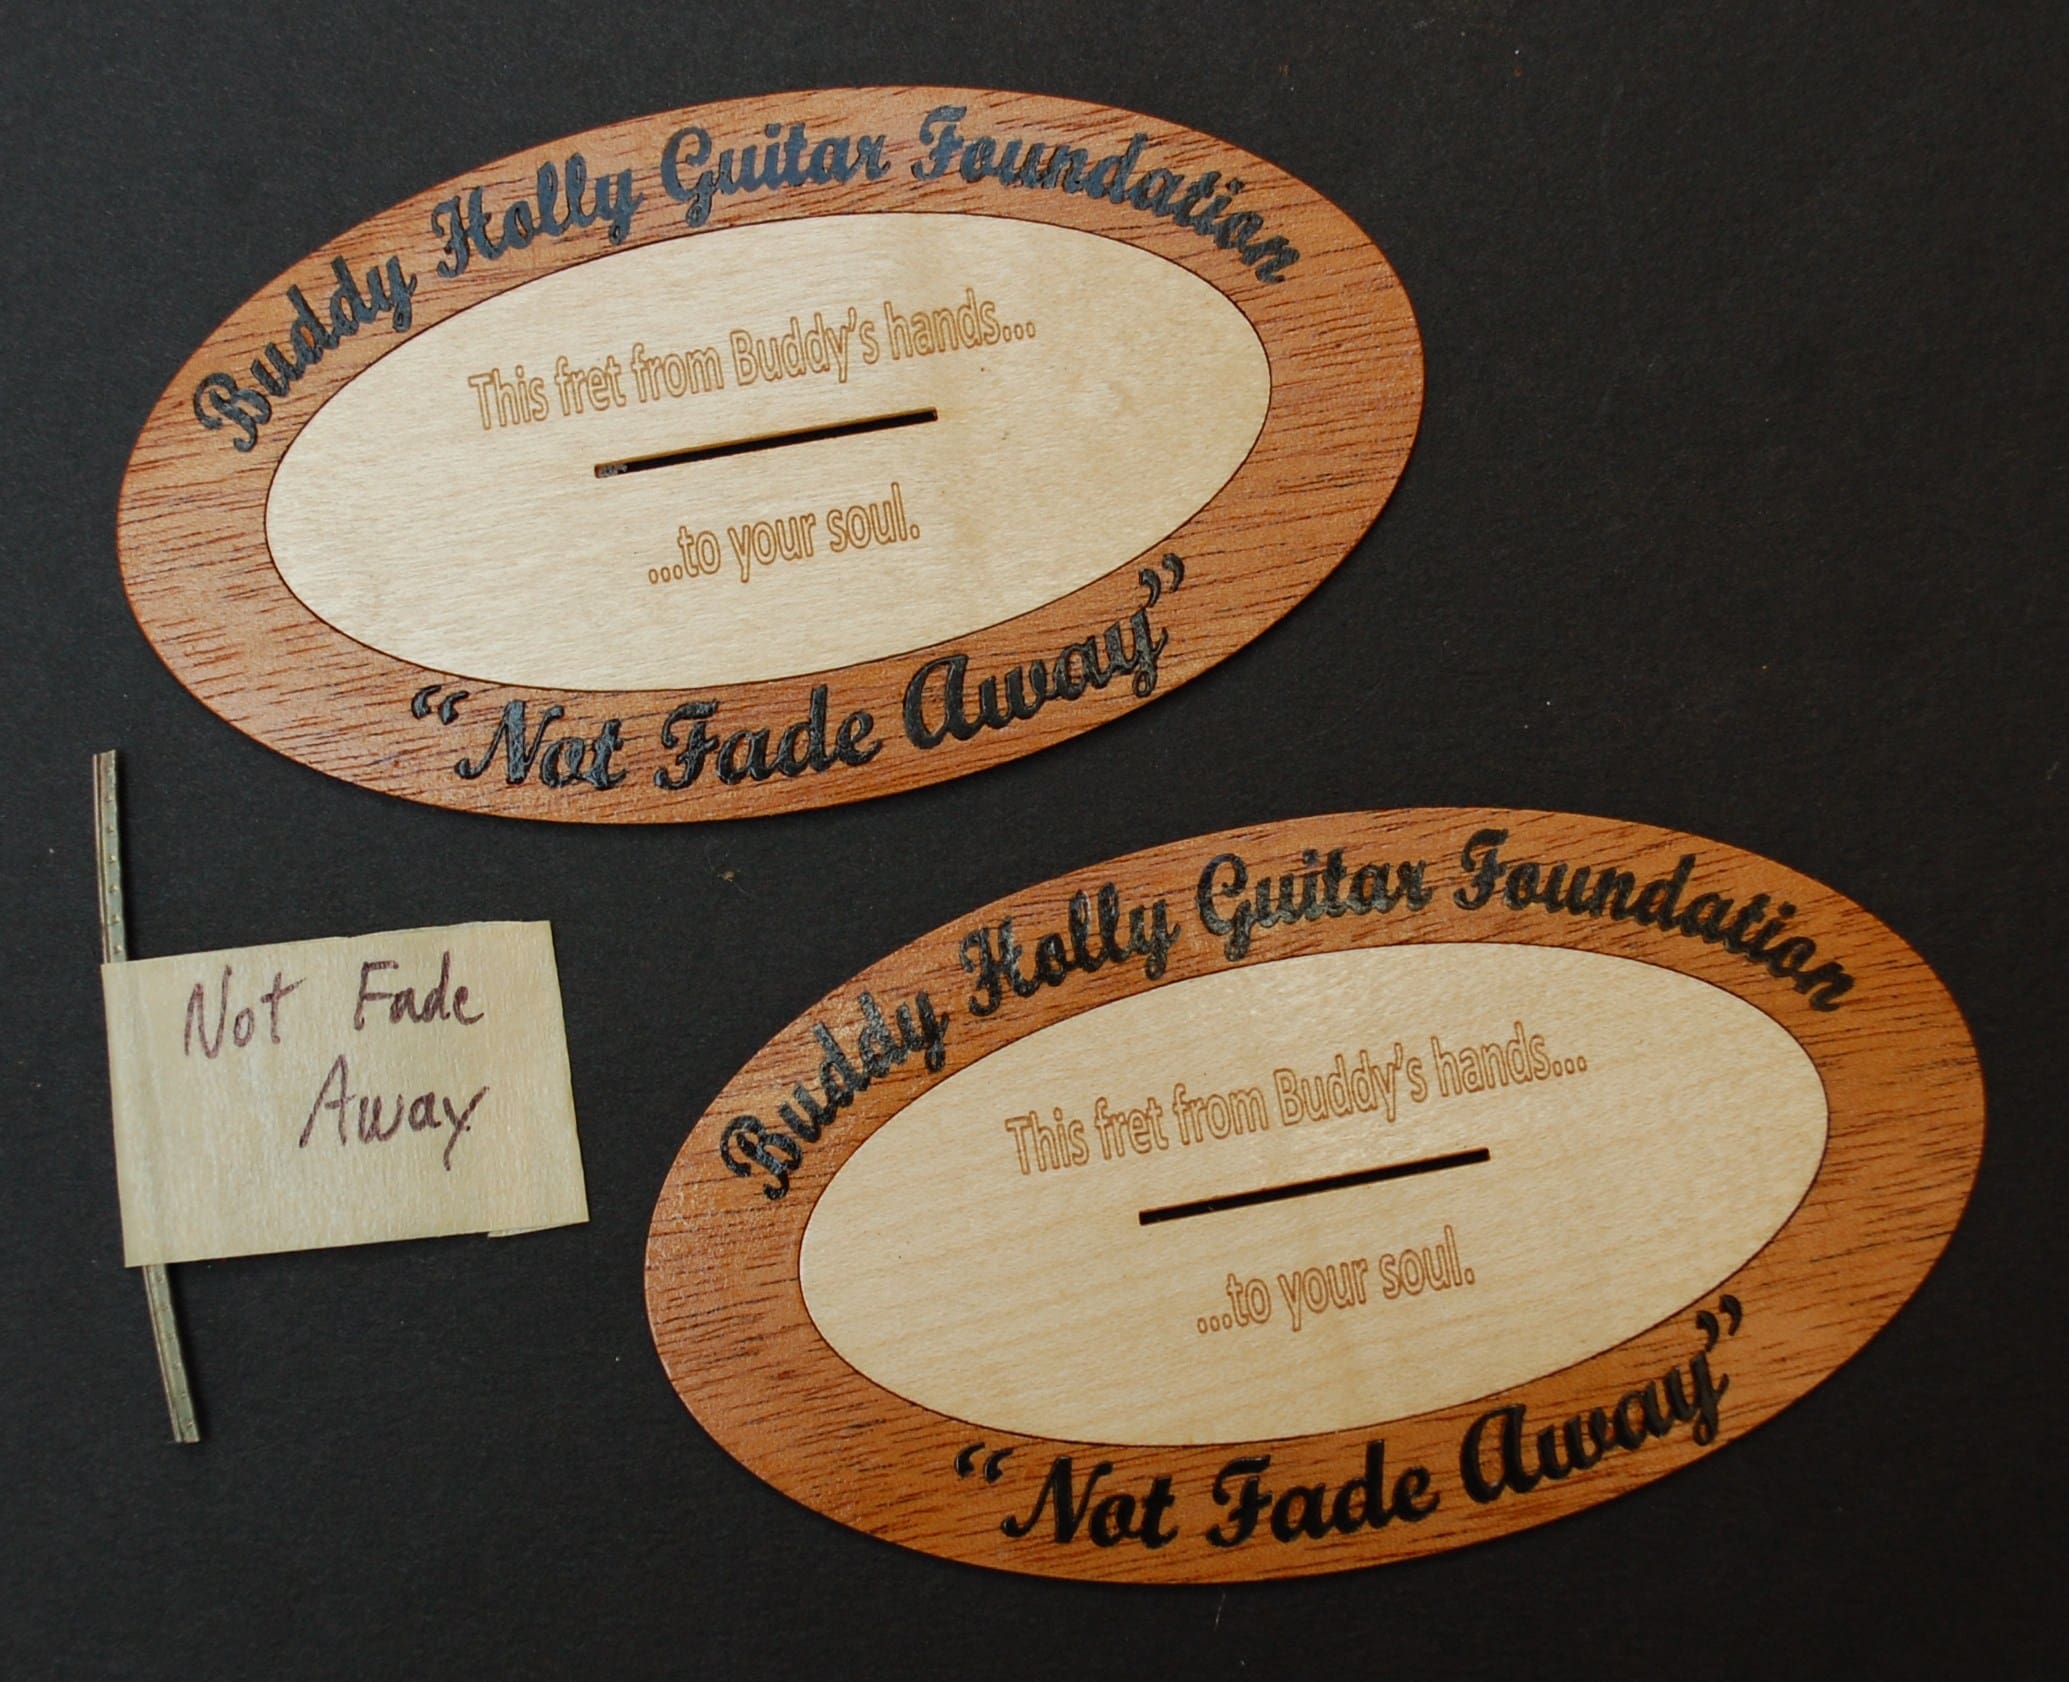 Buddy Holly Guitar Foundation
This fret from Buddy's hands...
...to your soul.
“Not Fade Away”
Not Fade
Away
Buddy Holly Guitar Foundation
This fret from Buddy's hands...
...to your soul.
“Not Fade Away”